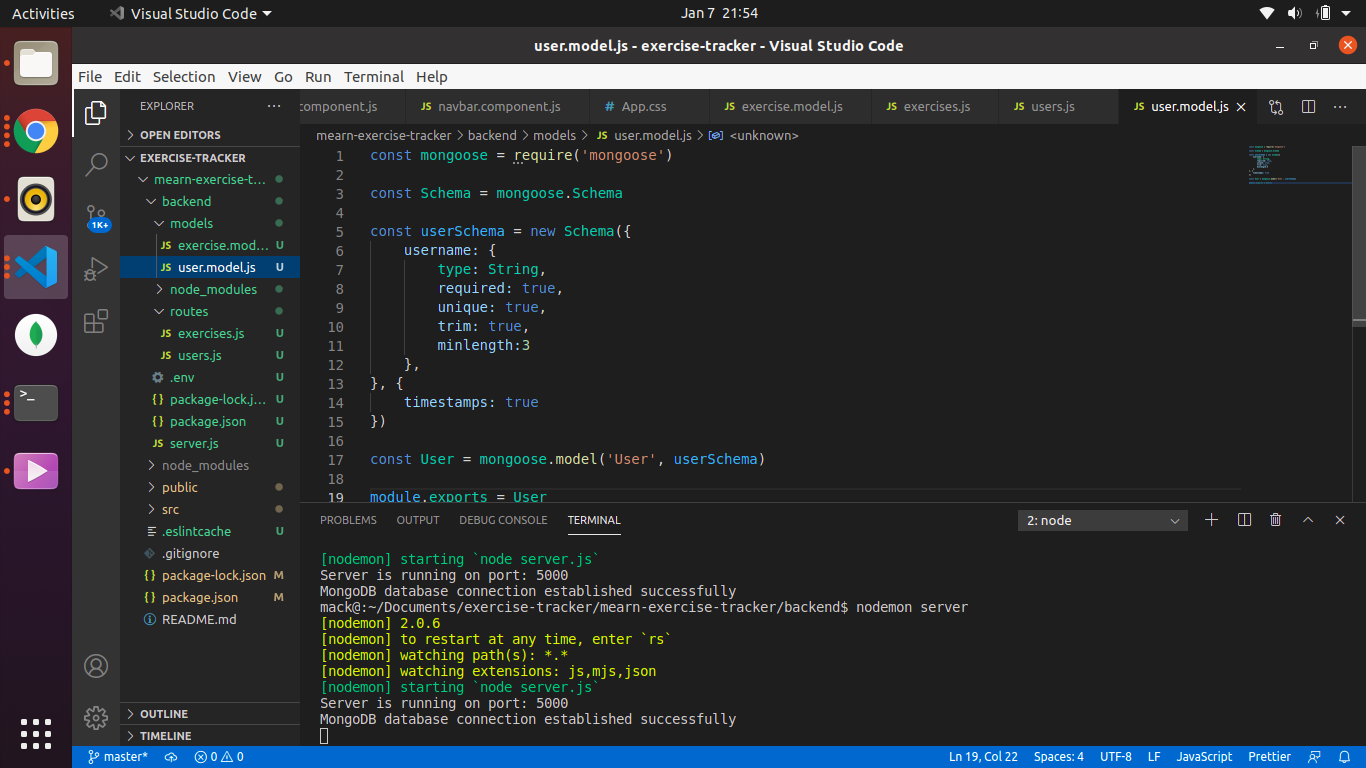 Activities Visual Studio Code Jan 7 21:54
user.model.js - exercise-tracker - Visual Studio Code
File Edit Selection View Go Run Terminal Help
EXPLORER
OPEN EDITORS
EXERCISE-TRACKER
mearn-exercise-t...
backend
models
JS exercise.mod... U
JS user.model.js U
node_modules
routes
JS exercises.js U
JS users.js U
.env U
{} package-lock.j... U
{} package.json U
JS server.js U
node_modules
public
src
.eslintcache U
.gitignore
{} package-lock.json M
{} package.json M
README.md
OUTLINE
TIMELINE
1K+
component.js JS navbar.component.js # App.css JS exercise.model.js JS exercises.js JS users.js JS user.model.js
mearn-exercise-tracker > backend > models > JS user.model.js > <unknown>
1 const mongoose = require('mongoose')
2
3 const Schema = mongoose.Schema
4
5 const userSchema = new Schema({
6 username: {
7 type: String,
8 required: true,
9 unique: true,
10 trim: true,
11 minlength:3
12 },
13 }, {
14 timestamps: true
15 })
16
17 const User = mongoose.model('User', userSchema)
18
19 module.exports = User
PROBLEMS OUTPUT DEBUG CONSOLE TERMINAL 2: node
[nodemon] starting `node server.js`
Server is running on port: 5000
MongoDB database connection established successfully
mack@:~/Documents/exercise-tracker/mearn-exercise-tracker/backend$ nodemon server
[nodemon] 2.0.6
[nodemon] to restart at any time, enter `rs`
[nodemon] watching path(s): *.*
[nodemon] watching extensions: js,mjs,json
[nodemon] starting `node server.js`
Server is running on port: 5000
MongoDB database connection established successfully
master* 0 0 Ln 19, Col 22 Spaces: 4 UTF-8 LF JavaScript Prettier